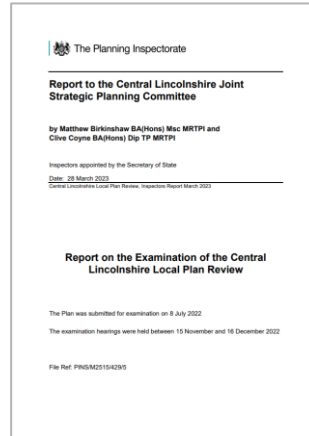 The Planning Inspectorate
Report to the Central Lincolnshire Joint
Strategic Planning Committee
by Matthew Birkinshaw BA(Hons) Msc MRTPI and
Clive Coyne BA(Hons) Dip TP MRTPI
Inspectors appointed by the Secretary of State
Date: 28 March 2023
Central Lincolnshire Local Plan Review, Inspectors Report March 2023
Report on the Examination of the Central
Lincolnshire Local Plan Review
The Plan was submitted for examination on 8 July 2022
The examination hearings were held between 15 November and 16 December 2022
File Ref: PINS/M2515/429/5